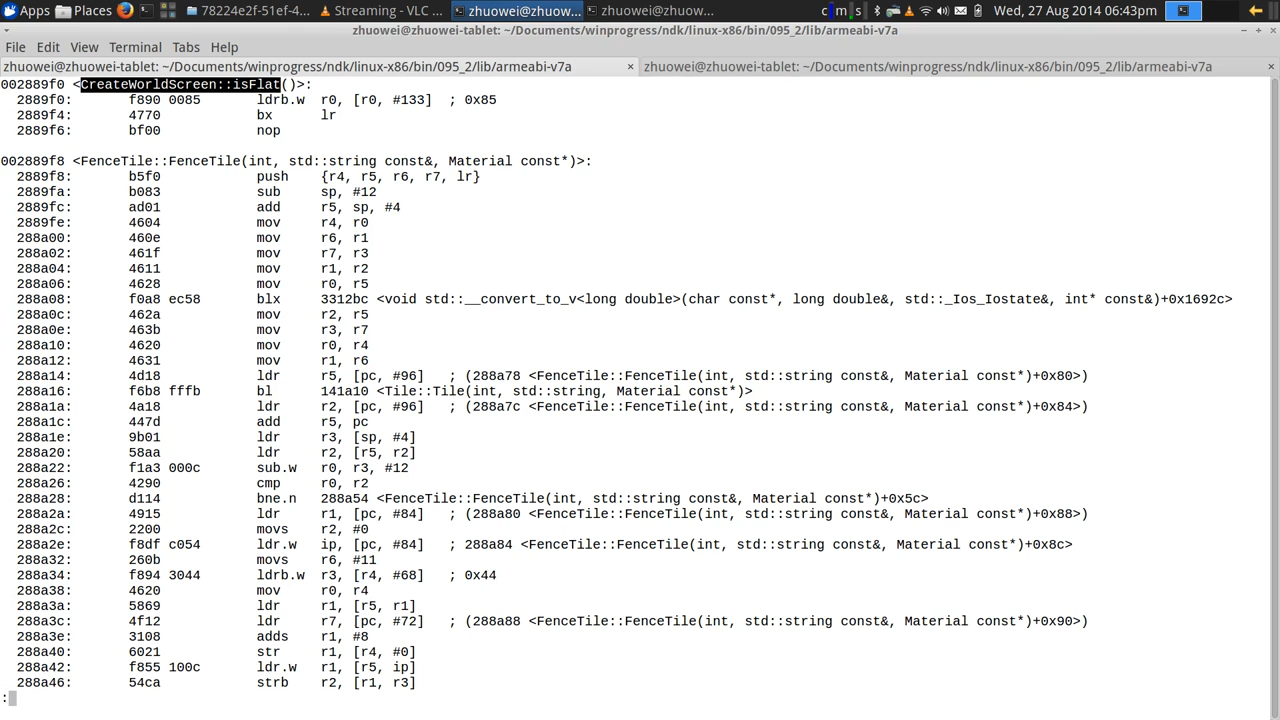 Apps Places 78224e2f-51ef-4... Streaming - VLC ... zhuowei@zhuow... zhuowei@zhuow... Wed, 27 Aug 2014 06:43pm
zhuowei@zhuowei-tablet: ~/Documents/winprogress/ndk/linux-x86/bin/095_2/lib/armeabi-v7a
File Edit View Terminal Tabs Help
zhuowei@zhuowei-tablet: ~/Documents/winprogress/ndk/linux-x86/bin/095_2/lib/armeabi-v7a × zhuowei@zhuowei-tablet: ~/Documents/winprogress/ndk/linux-x86/bin/095_2/lib/armeabi-v7a ×
002889f0 <CreateWorldScreen::isFlat()>:
2889f0: f890 0085 ldrb.w r0, [r0, #133] ; 0x85
2889f4: 4770 bx lr
2889f6: bf00 nop
002889f8 <FenceTile::FenceTile(int, std::string const&, Material const*)>:
2889f8: b5f0 push {r4, r5, r6, r7, lr}
2889fa: b083 sub sp, #12
2889fc: ad01 add r5, sp, #4
2889fe: 4604 mov r4, r0
288a00: 460e mov r6, r1
288a02: 461f mov r7, r3
288a04: 4611 mov r1, r2
288a06: 4628 mov r0, r5
288a08: f0a8 ec58 blx 3312bc <void std::__convert_to_v<long double>(char const*, long double&, std::_Ios_Iostate&, int* const&)+0x1692c>
288a0c: 462a mov r2, r5
288a0e: 463b mov r3, r7
288a10: 4620 mov r0, r4
288a12: 4631 mov r1, r6
288a14: 4d18 ldr r5, [pc, #96] ; (288a78 <FenceTile::FenceTile(int, std::string const&, Material const*)+0x80>)
288a16: f6b8 fffb bl 141a10 <Tile::Tile(int, std::string, Material const*)>
288a1a: 4a18 ldr r2, [pc, #96] ; (288a7c <FenceTile::FenceTile(int, std::string const&, Material const*)+0x84>)
288a1c: 447d add r5, pc
288a1e: 9b01 ldr r3, [sp, #4]
288a20: 58aa ldr r2, [r5, r2]
288a22: f1a3 000c sub.w r0, r3, #12
288a26: 4290 cmp r0, r2
288a28: d114 bne.n 288a54 <FenceTile::FenceTile(int, std::string const&, Material const*)+0x5c>
288a2a: 4915 ldr r1, [pc, #84] ; (288a80 <FenceTile::FenceTile(int, std::string const&, Material const*)+0x88>)
288a2c: 2200 movs r2, #0
288a2e: f8df c054 ldr.w ip, [pc, #84] ; 288a84 <FenceTile::FenceTile(int, std::string const&, Material const*)+0x8c>
288a32: 260b movs r6, #11
288a34: f894 3044 ldrb.w r3, [r4, #68] ; 0x44
288a38: 4620 mov r0, r4
288a3a: 5869 ldr r1, [r5, r1]
288a3c: 4f12 ldr r7, [pc, #72] ; (288a88 <FenceTile::FenceTile(int, std::string const&, Material const*)+0x90>)
288a3e: 3108 adds r1, #8
288a40: 6021 str r1, [r4, #0]
288a42: f855 100c ldr.w r1, [r5, ip]
288a46: 54ca strb r2, [r1, r3]
: